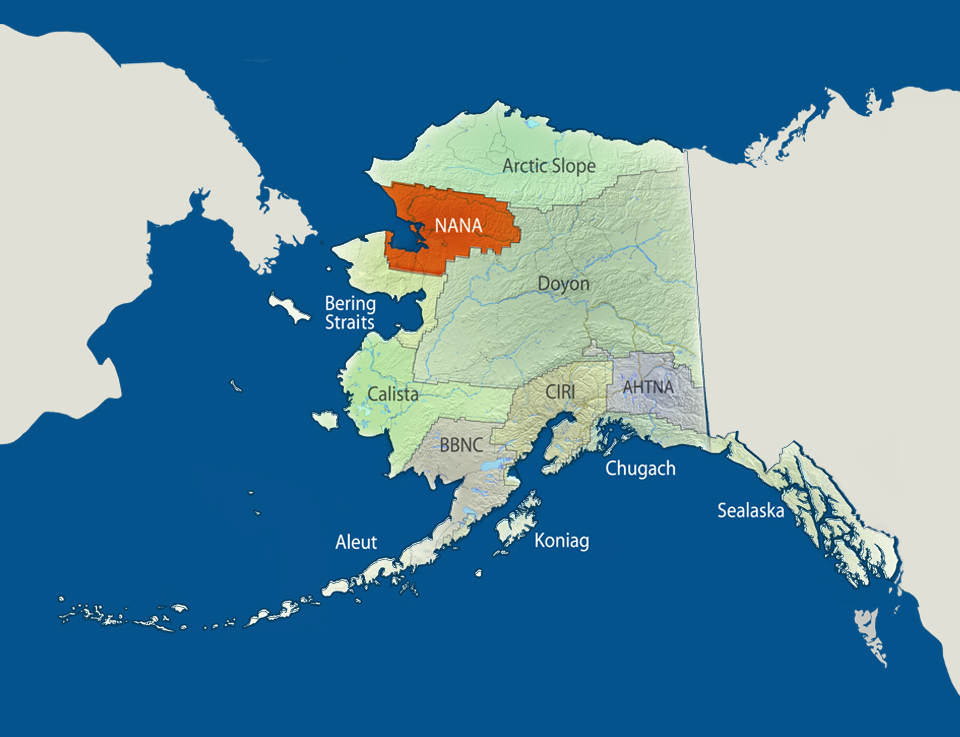 Arctic Slope
NANA
Doyon
Bering
Straits
Calista
CIRI
AHTNA
BBNC
Chugach
Sealaska
Aleut
Koniag